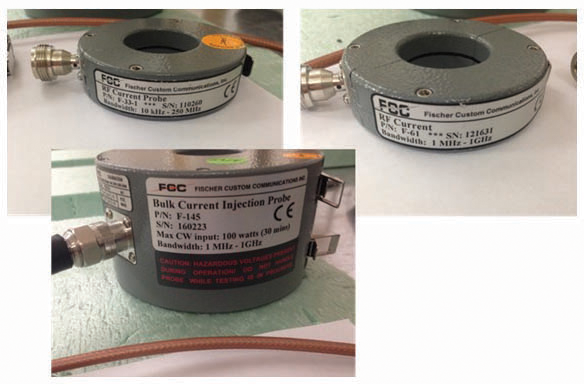 FCC Fischer Custom Communications, Inc.
RF Current Probe
P/N: F-33-1 *** S/N: 110260
Bandwidth: 10 kHz - 250 MHz
CE
FCC Fischer Custom Communications, Inc.
RF Current
P/N: F-61 *** SN: 121631
Bandwidth: 1 MHz - 1GHz
CE
FCC FISCHER CUSTOM COMMUNICATIONS INC
Bulk Current Injection Probe
P/N: F-145
S/N: 160223
Max CW input: 100 watts (30 min)
Bandwidth: 1 MHz - 1GHz
CE
CAUTION: HAZARDOUS VOLTAGES PRESENT
DURING OPERATION! DO NOT HANDLE
PROBE WHILE TESTING IS IN PROGRESS